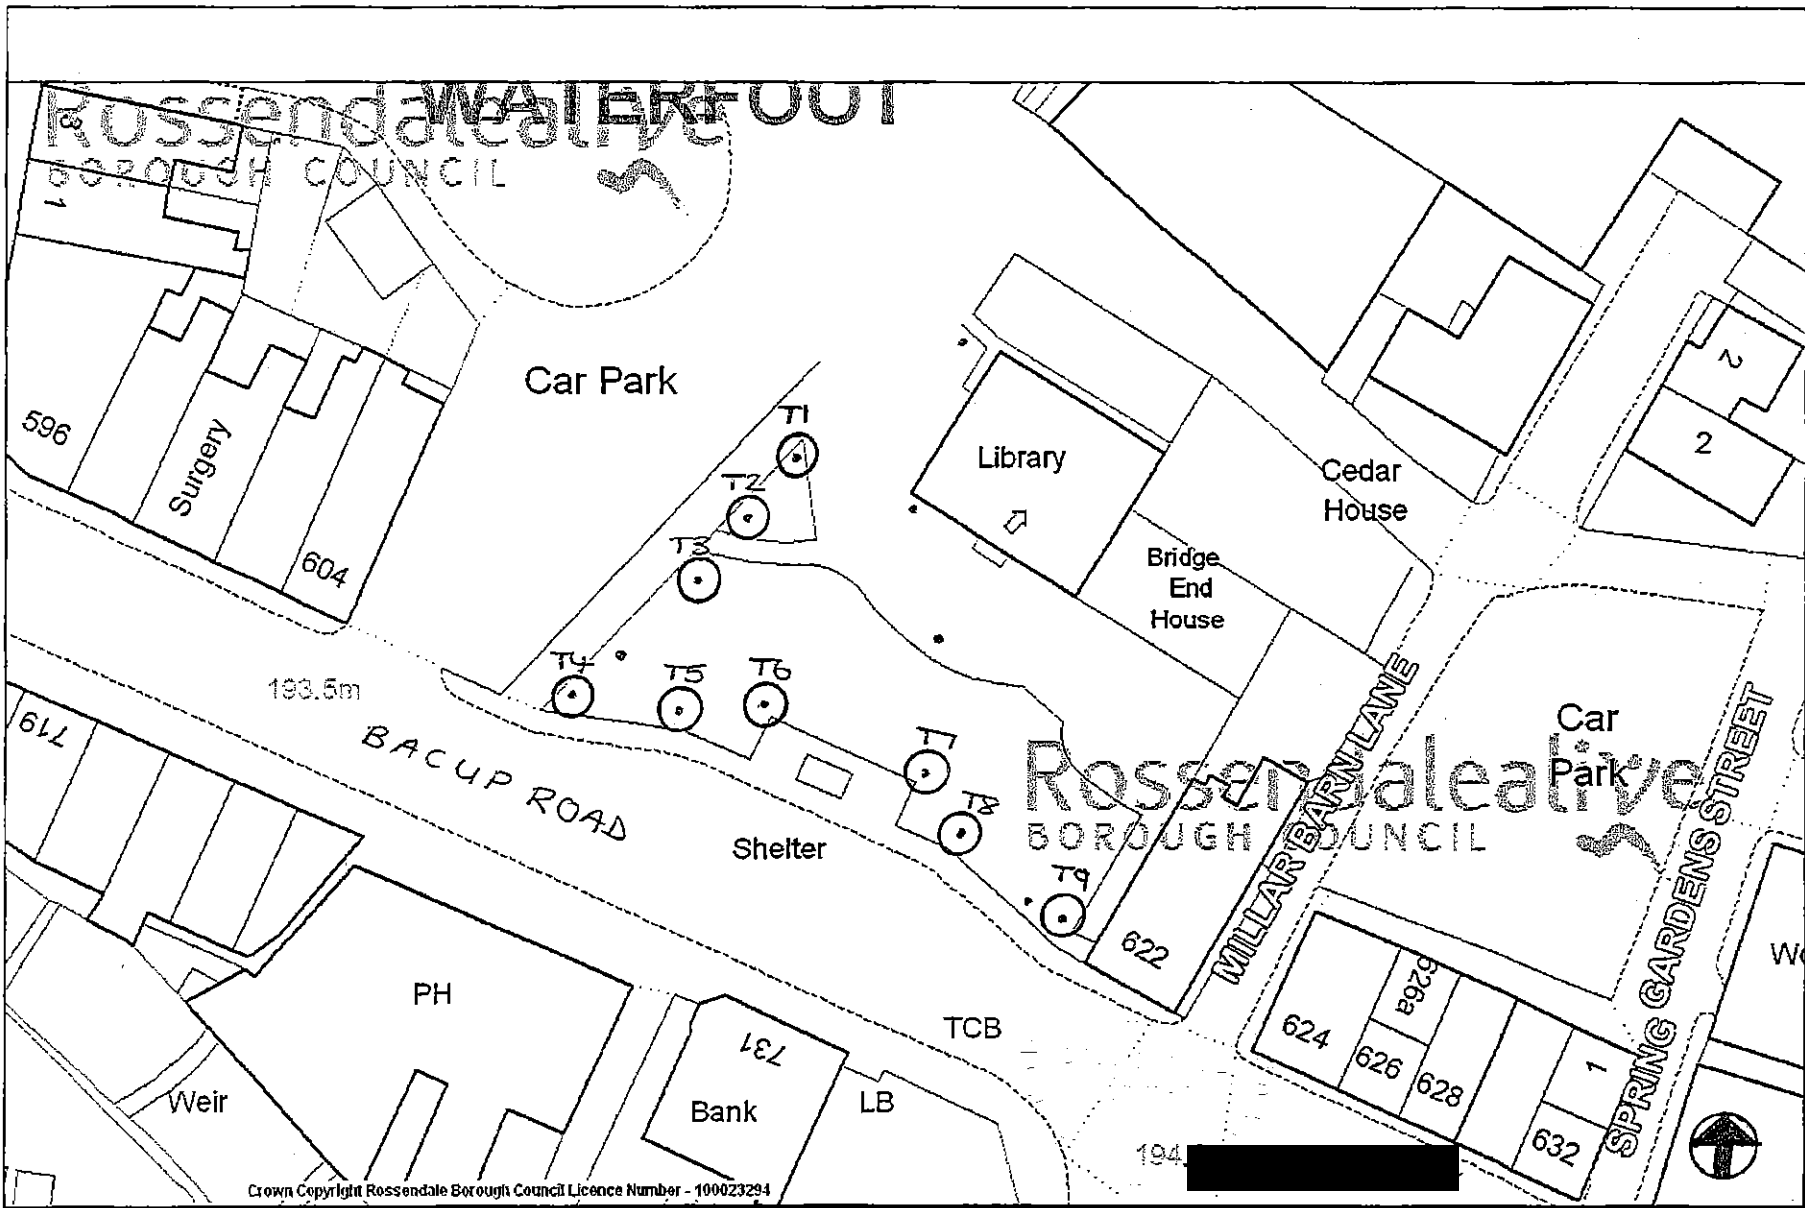 WATERFOOT
Rossendalealive
BOROUGH COUNCIL
3
1
596
Surgery
604
Car Park
T1
T2
T3
T4
T5
T6
T7
T8
T9
Library
Cedar
House
Bridge
End
House
2
2
193.5m
BACUP ROAD
719
Shelter
Rossendalealive
BOROUGH COUNCIL
MILLAR BARN LANE
Car
Park
SPRING GARDENS STREET
622
624
626a
626
628
1
632
PH
731
Bank
TCB
LB
Weir
194.
Crown Copyright Rossendale Borough Council Licence Number - 100023294